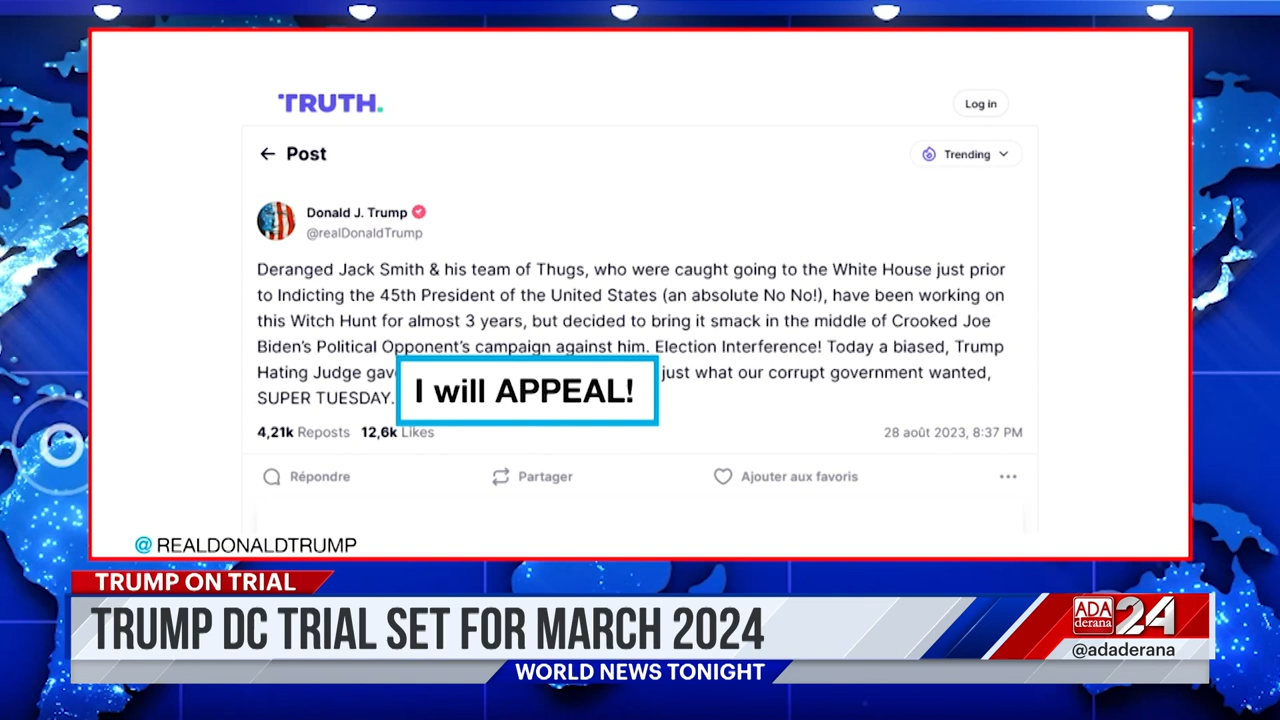 TRUTH.
Log in
Post
Trending
Donald J. Trump
@realDonaldTrump
Deranged Jack Smith & his team of Thugs, who were caught going to the White House just prior
to Indicting the 45th President of the United States (an absolute No No!), have been working on
this Witch Hunt for almost 3 years, but decided to bring it smack in the middle of Crooked Joe
Biden's Political Opponent's campaign against him. Election Interference! Today a biased, Trump
Hating Judge just what our corrupt government wanted,
SUPER TUESDAY.
I will APPEAL!
4,21k Reposts 12,6k Likes
28 août 2023, 8:37 PM
Répondre
Partager
Ajouter aux favoris
@REALDONALDTRUMP
TRUMP ON TRIAL
TRUMP DC TRIAL SET FOR MARCH 2024
ADA
derana
24
@adaderana
WORLD NEWS TONIGHT